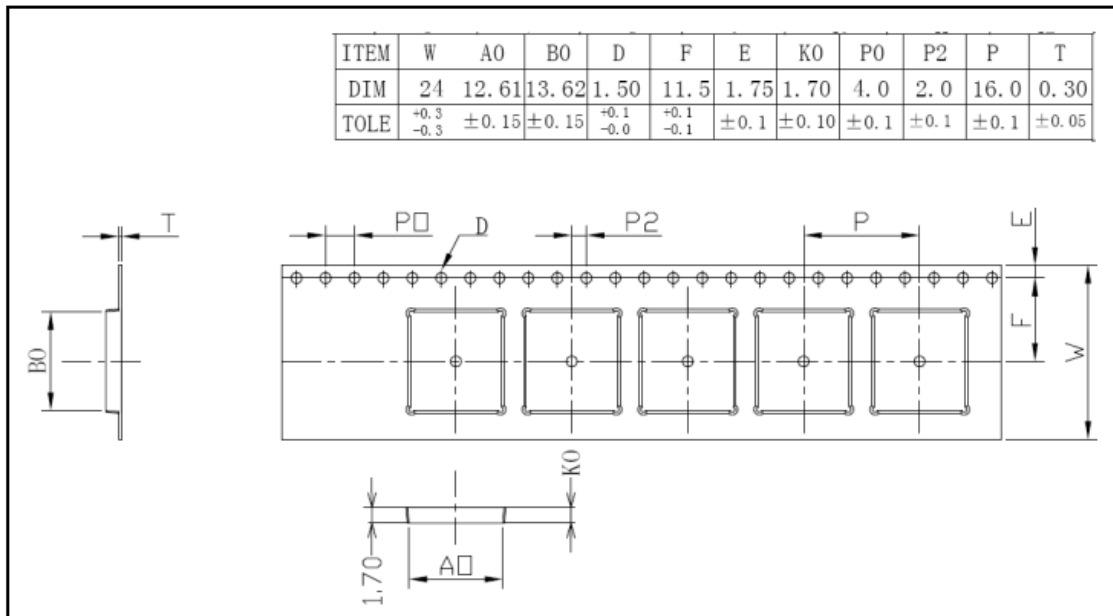 ITEM W A0 B0 D F E K0 P0 P2 P T
DIM 24 12.61 13.62 1.50 11.5 1.75 1.70 4.0 2.0 16.0 0.30
TOLE +0.3 -0.3 ±0.15 ±0.15 +0.1 -0.0 +0.1 -0.1 ±0.1 ±0.10 ±0.1 ±0.1 ±0.1 ±0.05
T
P0
D
P2
P
E
F
W
B0
K0
1.70
A0